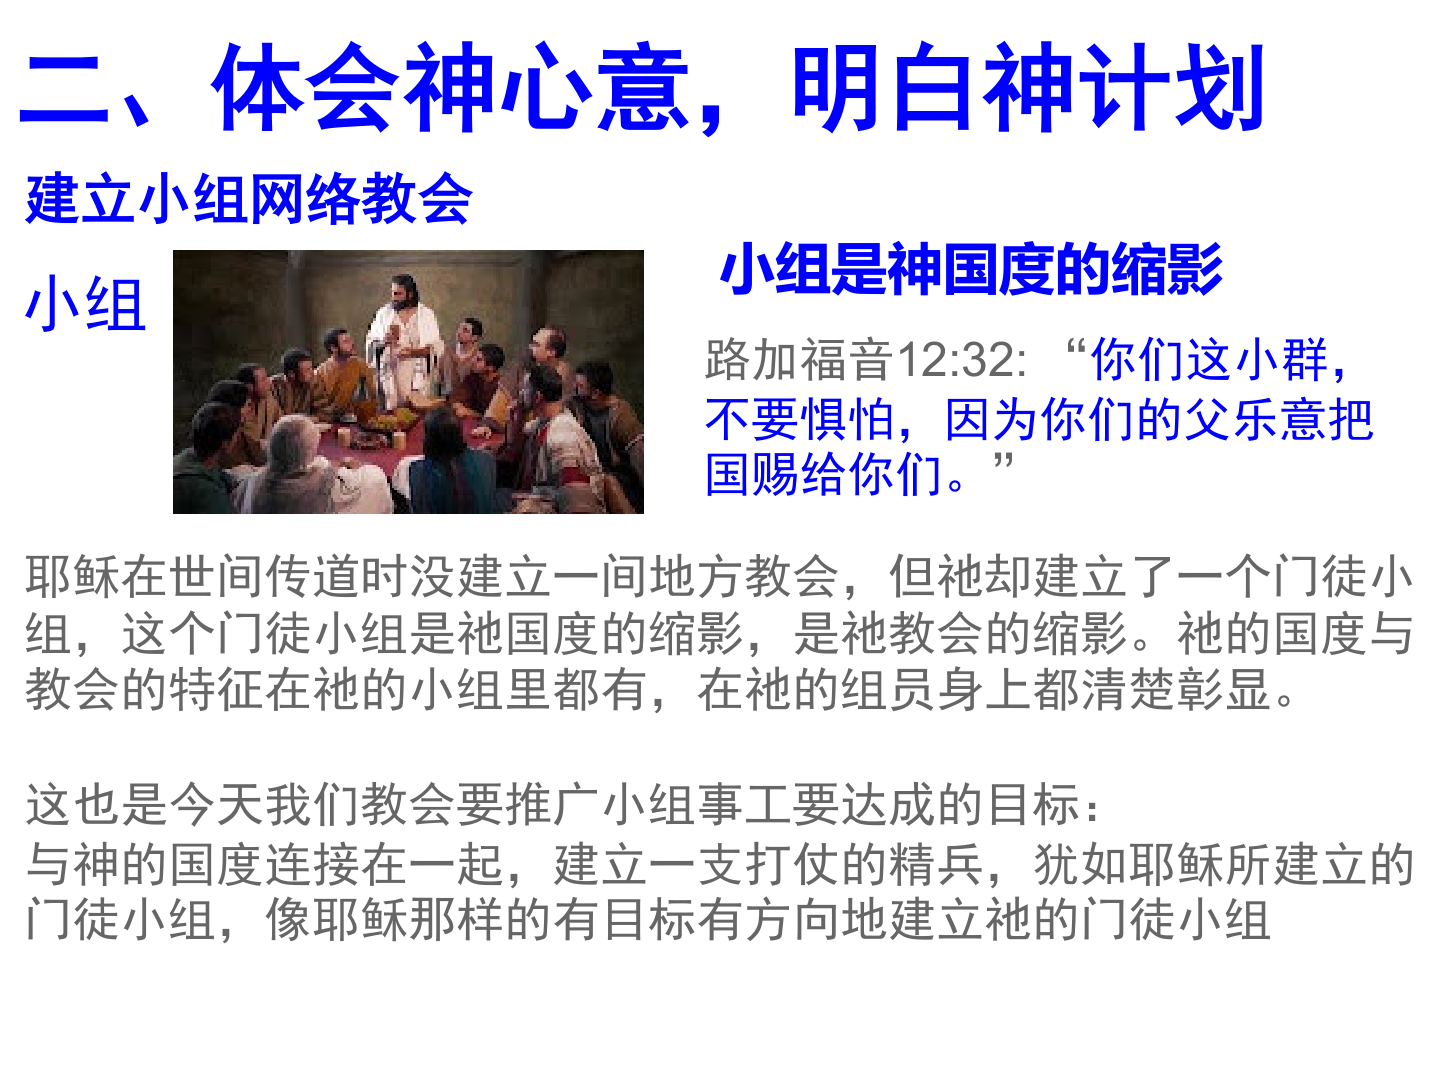 二、体会神心意，明白神计划
建立小组网络教会
小组
小组是神国度的缩影
路加福音12:32: “你们这小群，
不要惧怕，因为你们的父乐意把
国赐给你们。”
耶稣在世间传道时没建立一间地方教会，但祂却建立了一个门徒小
组，这个门徒小组是祂国度的缩影，是祂教会的缩影。祂的国度与
教会的特征在祂的小组里都有，在祂的组员身上都清楚彰显。
这也是今天我们教会要推广小组事工要达成的目标：
与神的国度连接在一起，建立一支打仗的精兵，犹如耶稣所建立的
门徒小组，像耶稣那样的有目标有方向地建立祂的门徒小组